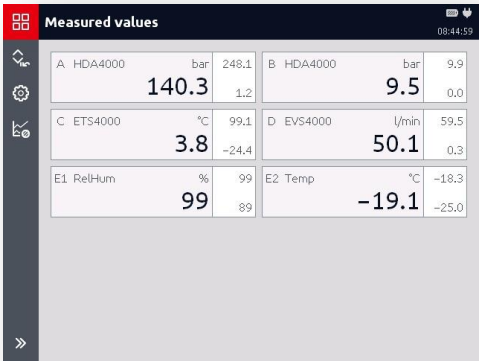 Measured values
08:44:59
A HDA4000 bar 248.1
140.3 1.2
B HDA4000 bar 9.9
9.5 0.0
C ETS4000 °C 99.1
3.8 -24.4
D EVS4000 l/min 59.5
50.1 0.3
E1 RelHum % 99
99 89
E2 Temp °C -18.3
-19.1 -25.0